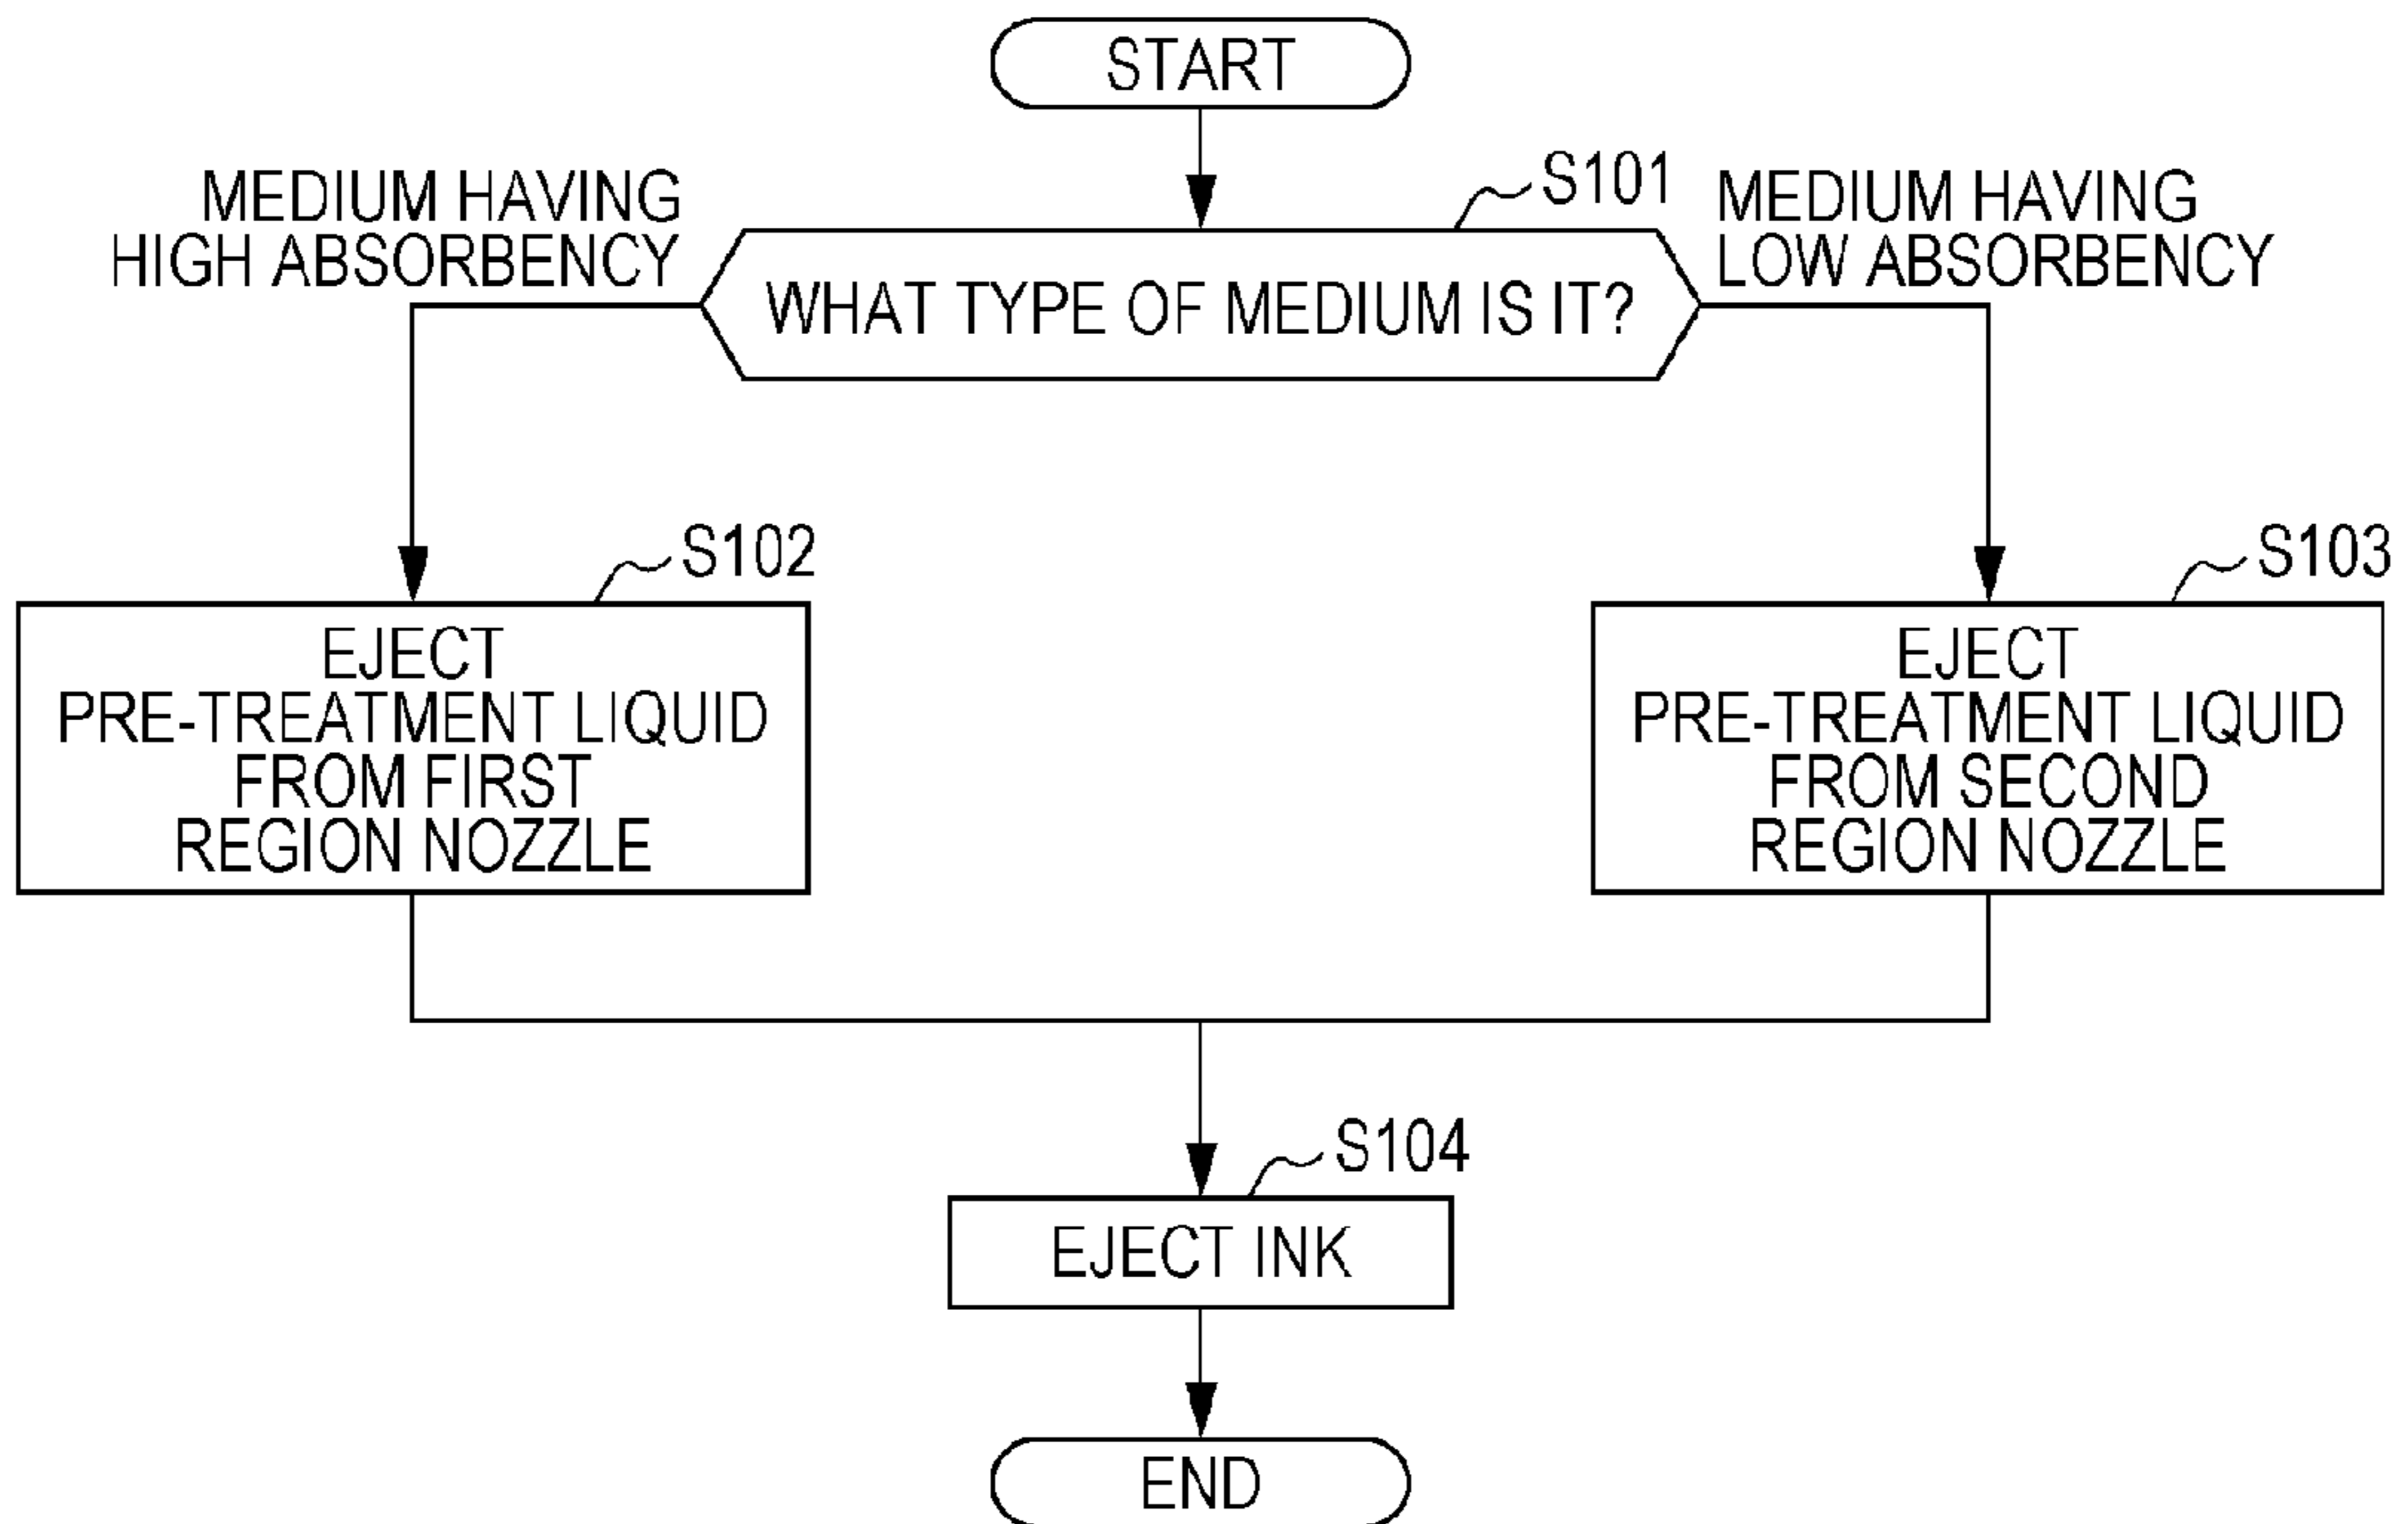 START
S101
MEDIUM HAVING
HIGH ABSORBENCY
MEDIUM HAVING
LOW ABSORBENCY
WHAT TYPE OF MEDIUM IS IT?
S102
EJECT
PRE-TREATMENT LIQUID
FROM FIRST
REGION NOZZLE
S103
EJECT
PRE-TREATMENT LIQUID
FROM SECOND
REGION NOZZLE
S104
EJECT INK
END